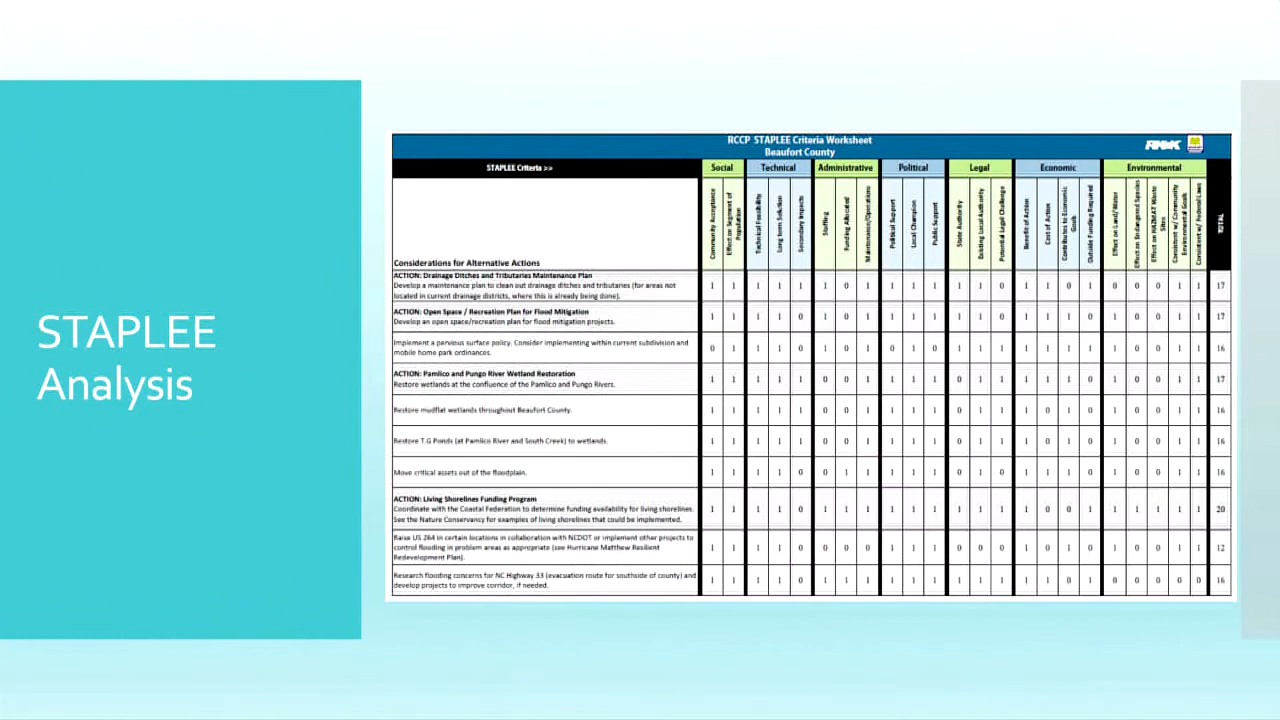 STAPLEE
Analysis
RCCP STAPLEE Criteria Worksheet
Beaufort County
STAPLEE Criteria >>
Social
Technical
Administrative
Political
Legal
Economic
Environmental
Considerations for Alternative Actions
Community Acceptance
Effect on Segment of
Population
Technical Feasibility
Long term Solution
Secondary Impacts
Staffing
Funding Allocated
Maintenance/Operations
Political Support
Local Champion
Public Support
State Authority
Existing Local Authority
Potential Legal Challenge
Benefit of Action
Cost of Action
Contributes to Economic
Goals
Outside Funding Required
Effect on Land/Water
Effect on Endangered Species
Effect on HAZMAT Waste
Sites
Consistent w/ Community
Environmental Goals
Consistent w/ Federal Laws
TOTAL
ACTION: Drainage Ditches and Tributaries Maintenance Plan
Develop a maintenance plan to clean out drainage ditches and tributaries (for areas not
located in current drainage districts, where this is already being done).
1 1 1 1 1 1 0 1 1 1 1 1 1 0 1 1 0 1 0 0 0 1 1 17
ACTION: Open Space / Recreation Plan for Flood Mitigation
Develop an open space/recreation plan for flood mitigation projects.
1 1 1 1 0 1 0 1 1 1 1 1 1 0 1 1 1 1 0 0 0 1 1 17
Implement a pervious surface policy. Consider implementing within current subdivision and
mobile home park ordinances.
0 1 1 1 0 1 0 1 0 1 0 1 1 1 1 1 1 1 1 0 0 1 1 16
ACTION: Pamlico and Pungo River Wetland Restoration
Restore wetlands at the confluence of the Pamlico and Pungo Rivers.
1 1 1 1 1 0 0 1 1 1 1 0 1 1 1 1 1 0 1 0 0 1 1 17
Restore mudflat wetlands throughout Beaufort County.
1 1 1 1 1 0 0 1 1 1 1 0 1 1 1 0 1 0 1 0 0 1 1 16
Restore T.G Ponds (at Pamlico River and South Creek) to wetlands.
1 1 1 1 1 0 0 1 1 1 1 0 1 1 1 0 1 0 1 0 0 1 1 16
Move critical assets out of the floodplain.
1 1 1 1 0 0 1 1 1 1 1 0 1 0 1 1 1 0 1 0 0 1 1 16
ACTION: Living Shorelines Funding Program
Coordinate with the Coastal Federation to determine funding availability for living shorelines.
See the Nature Conservancy for examples of living shorelines that could be implemented.
1 1 1 1 0 1 1 1 1 1 1 1 1 1 1 0 0 1 1 1 1 1 1 20
Raise US 264 in certain locations in collaboration with NCDOT or implement other projects to
control flooding in problem areas as appropriate (see Hurricane Matthew Resilient
Redevelopment Plan).
1 1 1 1 0 0 0 0 1 1 1 0 0 0 1 0 1 0 0 0 1 1 1 12
Research flooding concerns for NC Highway 33 (evacuation route for southside of county) and
develop projects to improve corridor, if needed.
1 1 1 1 0 1 1 1 1 1 1 1 1 1 1 1 0 1 0 0 0 0 0 16